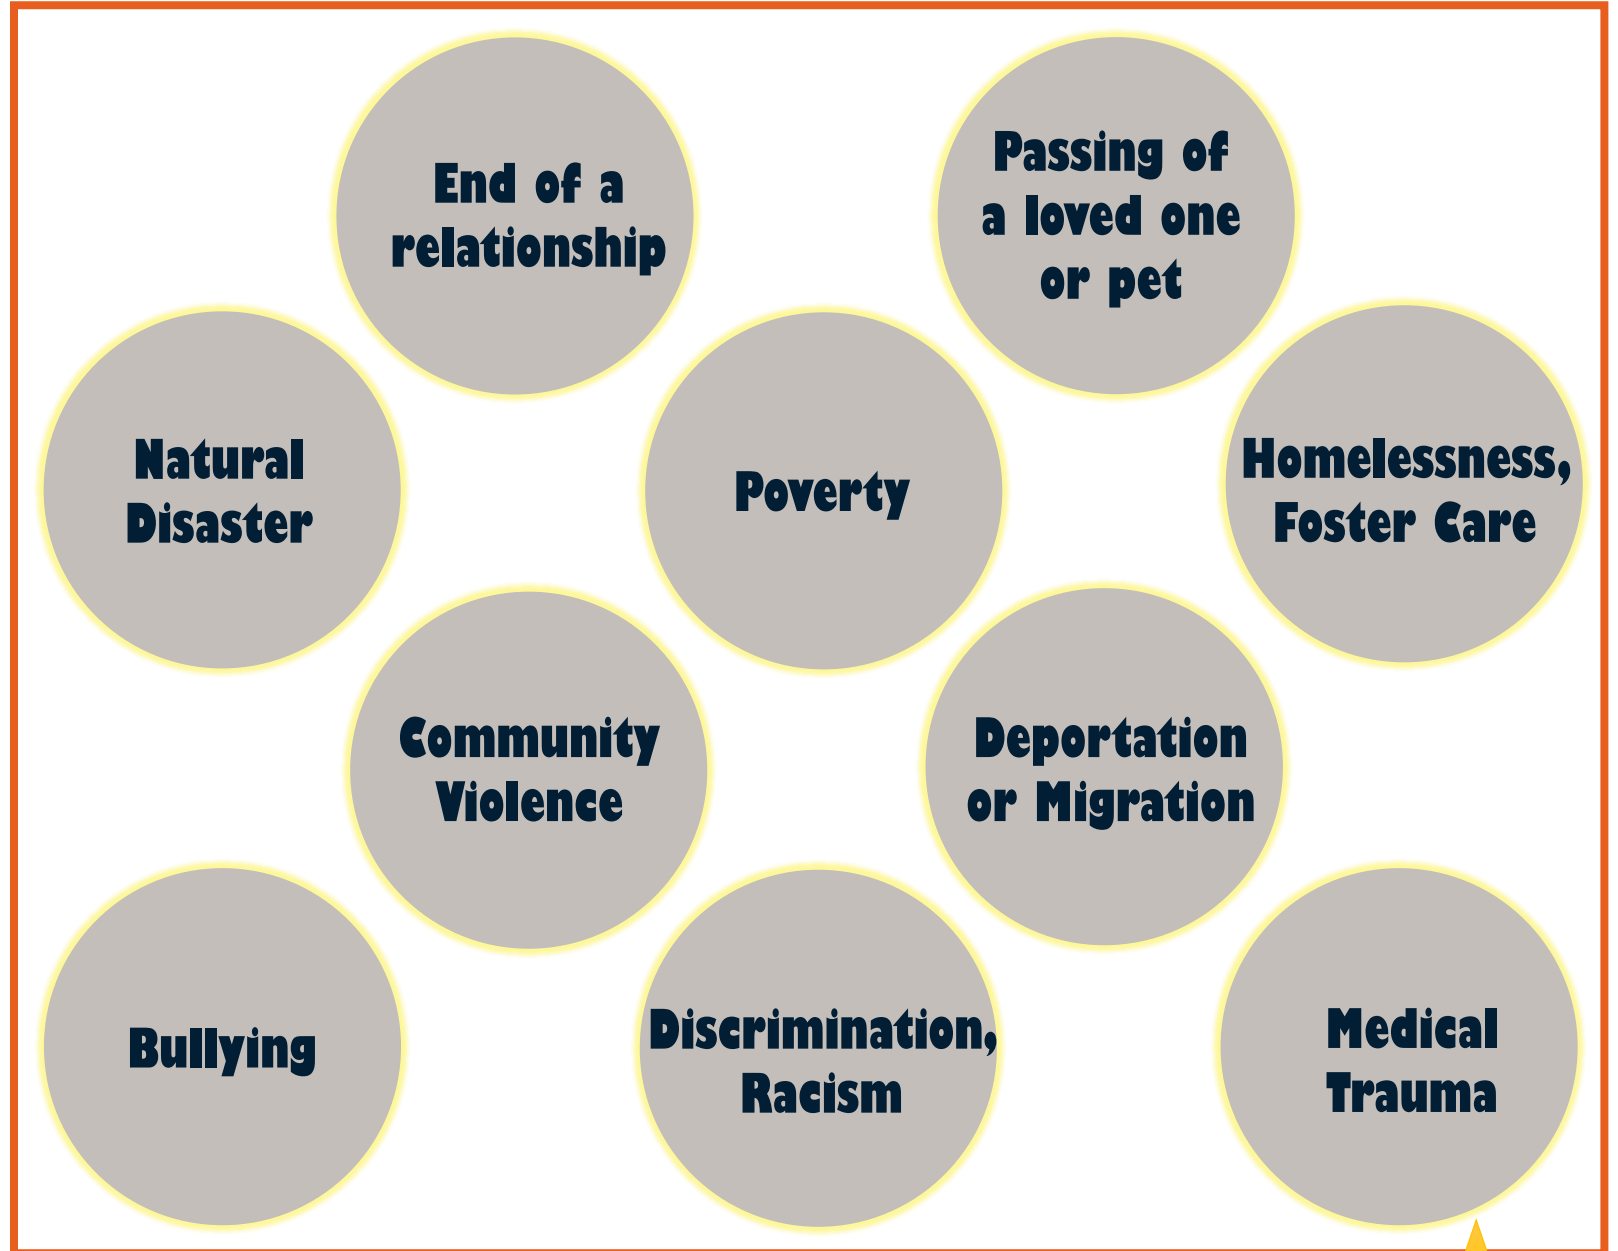 End of a
relationship
Passing of
a loved one
or pet
Natural
Disaster
Poverty
Homelessness,
Foster Care
Community
Violence
Deportation
or Migration
Bullying
Discrimination,
Racism
Medical
Trauma